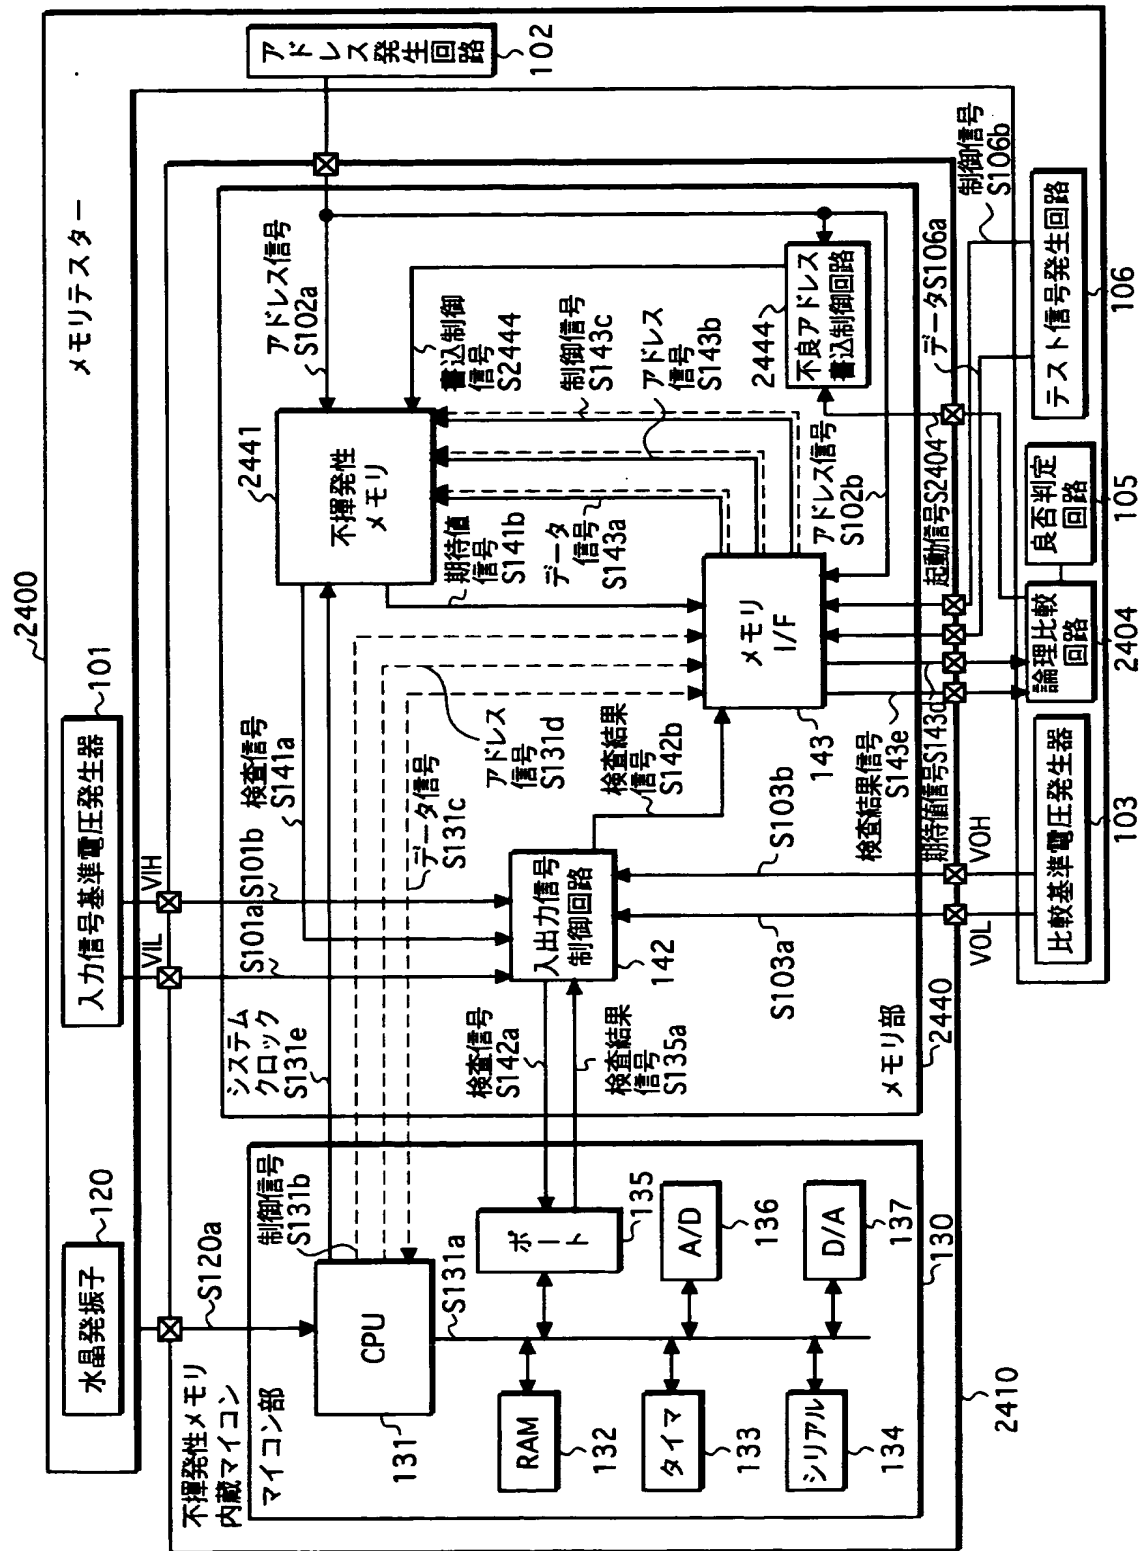 2400
メモリテスター
水晶発振子
120
入力信号基準電圧発生器
101
アドレス発生回路
102
S120a
VIL
VIH
S101a
S101b
不揮発性メモリ
内蔵マイコン
マイコン部
制御信号
S131b
CPU
131
S131a
RAM
132
タイマ
133
シリアル
134
ポート
135
A/D
136
D/A
137
130
2410
システム
クロック
S131e
検査信号
S141a
データ信号
S131c
アドレス
信号
S131d
検査信号
S142a
検査結果
信号
S135a
入出力信号
制御回路
142
検査結果
信号
S142b
S103a
S103b
メモリ部
2440
2441
不揮発性
メモリ
アドレス信号
S102a
書込制御
信号
S2444
制御信号
S143c
アドレス
信号
S143b
期待値
信号
S141b
データ
信号
S143a
2444
不良アドレス
書込制御回路
アドレス信号
S102b
メモリ
I/F
143
検査結果信号
S143e
期待値信号S143d
起動信号S2404
データS106a
制御信号
S106b
VOL
VOH
比較基準電圧発生器
103
論理比較
回路
2404
良否判定
回路
105
テスト信号発生回路
106